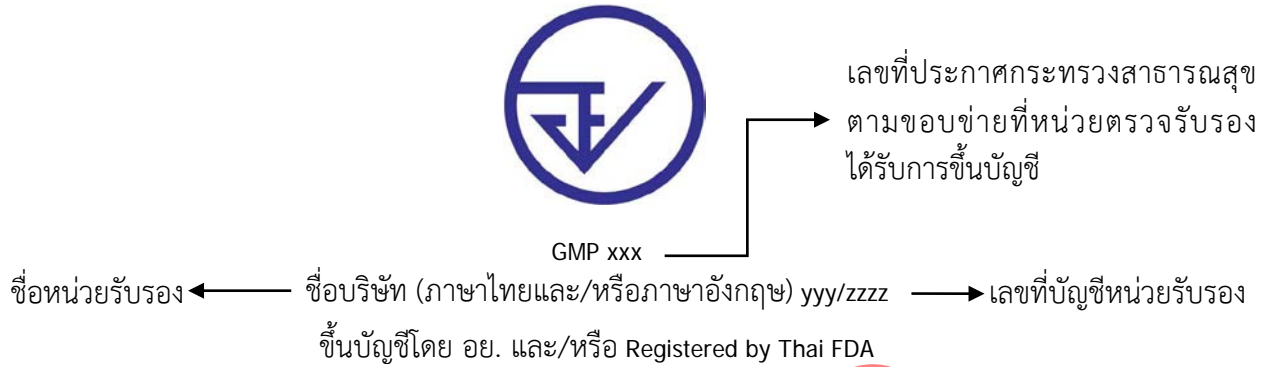 เลขที่ประกาศกระทรวงสาธารณสุข
ตามขอบข่ายที่หน่วยตรวจรับรอง
ได้รับการขึ้นบัญชี
GMP xxx
ชื่อหน่วยรับรอง ชื่อบริษัท (ภาษาไทยและ/หรือภาษาอังกฤษ) yyy/zzzz เลขที่บัญชีหน่วยรับรอง
ขึ้นบัญชีโดย อย. และ/หรือ Registered by Thai FDA